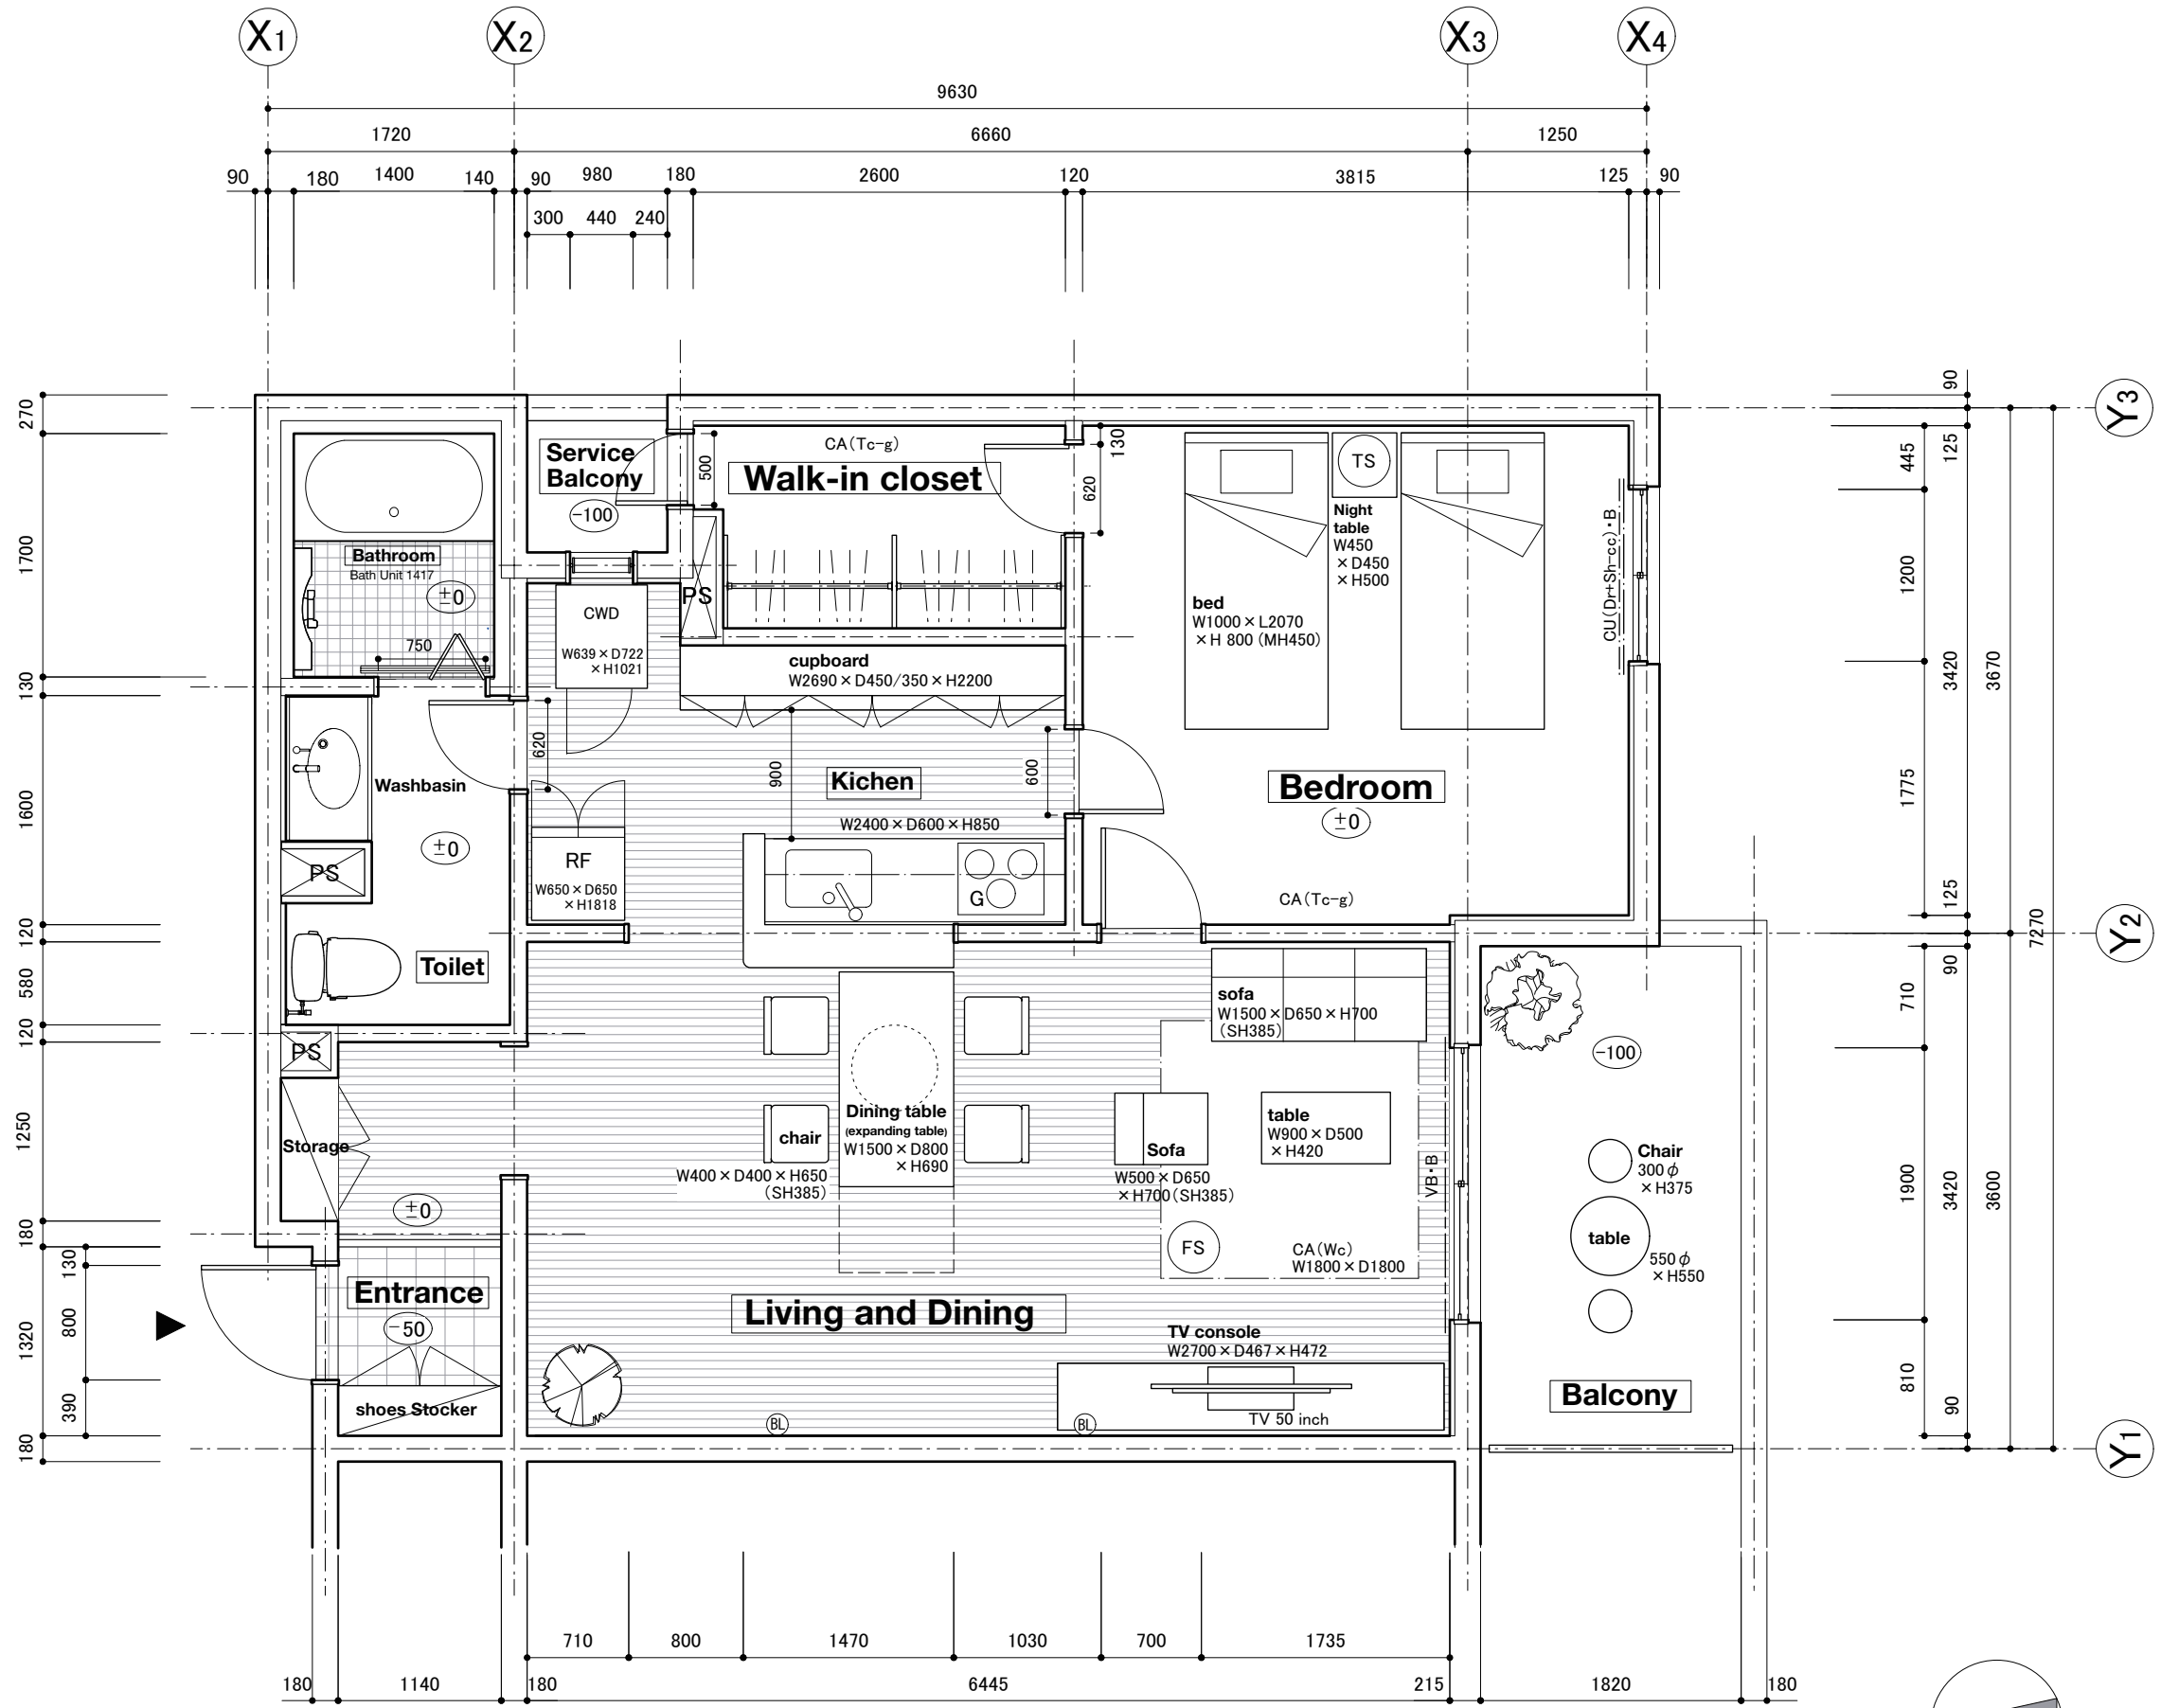 X1 X2 X3 X4
9630
1720 6660 1250
90 180 1400 140 90 980 180 2600 120 3815 125 90
300 440 240
270
1700
130
1600
120
580
120
1250
180
130
800
1320
390
180
90
Y3
125
445
1200
3420
3670
1775
125
Y2
7270
90
710
1900
3420
3600
810
90
Y1
Service
Balcony
-100
500
CA(Tc-g)
Walk-in closet
130
620
TS
Night
table
W450
×D450
×H500
CU(Dr+Sh-cc)・B
Bathroom
Bath Unit 1417
±0
750
CWD
W639×D722
×H1021
PS
bed
W1000×L2070
×H 800 (MH450)
cupboard
W2690×D450/350×H2200
620
900
600
Washbasin
Kichen
Bedroom
±0
W2400×D600×H850
±0
PS
RF
W650×D650
×H1818
G
CA(Tc-g)
Toilet
sofa
W1500×D650×H700
(SH385)
PS
-100
Storage
chair
W400×D400×H650
(SH385)
Dining table
(expanding table)
W1500×D800
×H690
Sofa
W500×D650
×H700(SH385)
table
W900×D500
×H420
VB・B
Chair
300φ
×H375
table
550φ
×H550
±0
FS
CA(Wc)
W1800×D1800
Entrance
-50
Living and Dining
TV console
W2700×D467×H472
TV 50 inch
Balcony
shoes Stocker
BL
BL
710 800 1470 1030 700 1735
180 1140 180 6445 215 1820 180